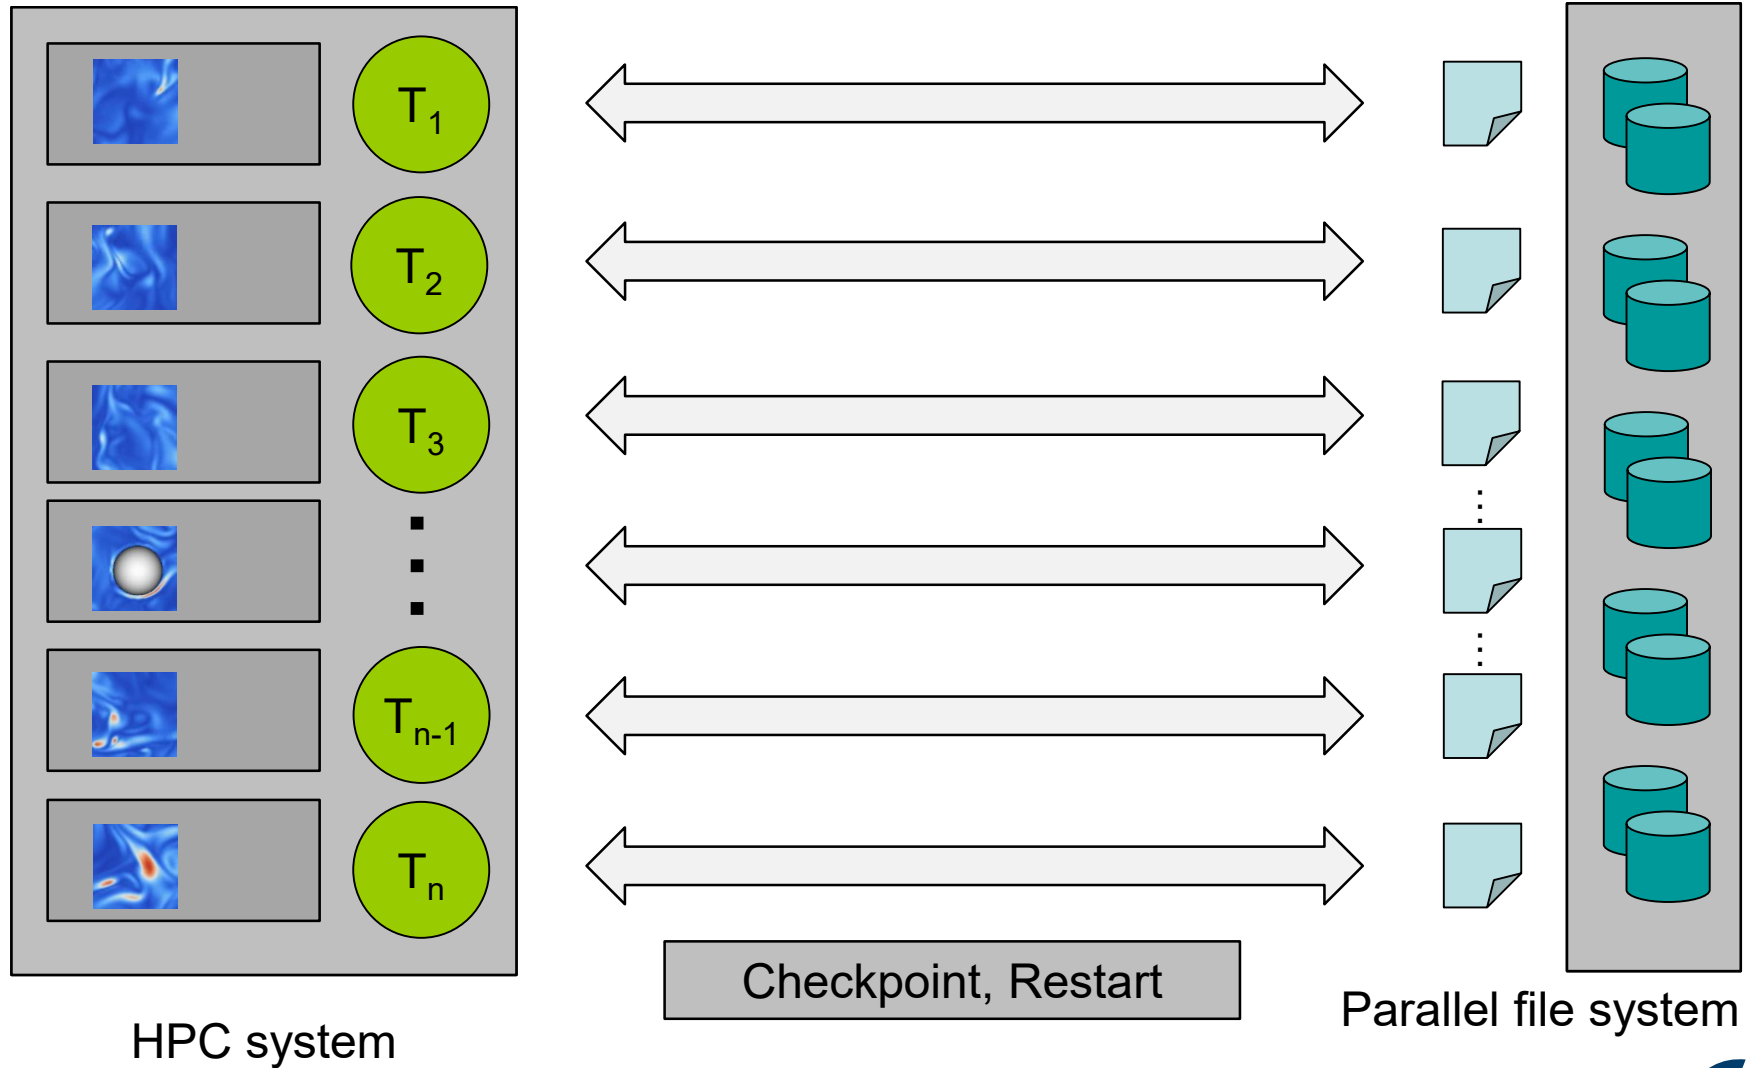 T1
T2
T3
Tn-1
Tn
Checkpoint, Restart
Parallel file system
HPC system